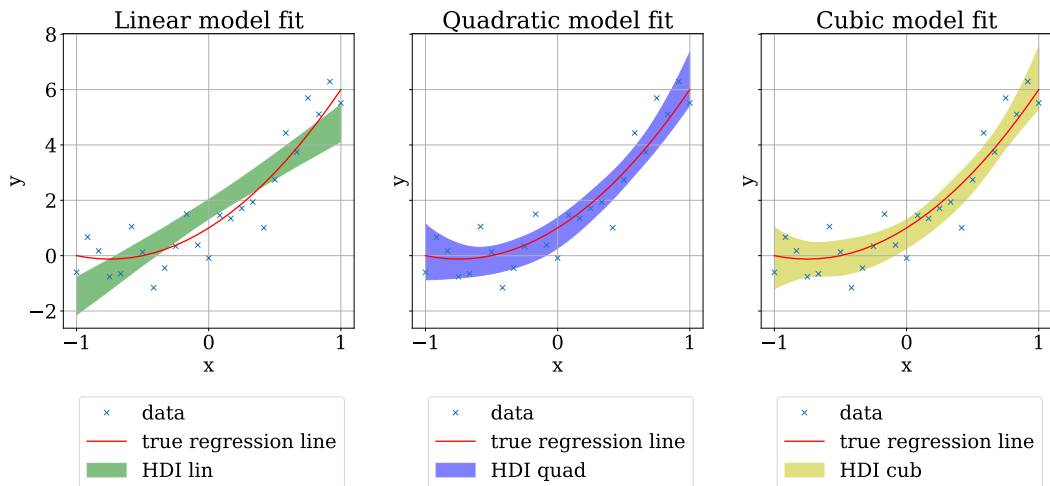 Linear model fit
Quadratic model fit
Cubic model fit
8
6
4
2
0
−2
y
−1
0
1
x
y
−1
0
1
x
y
−1
0
1
x
data
true regression line
HDI lin
data
true regression line
HDI quad
data
true regression line
HDI cub